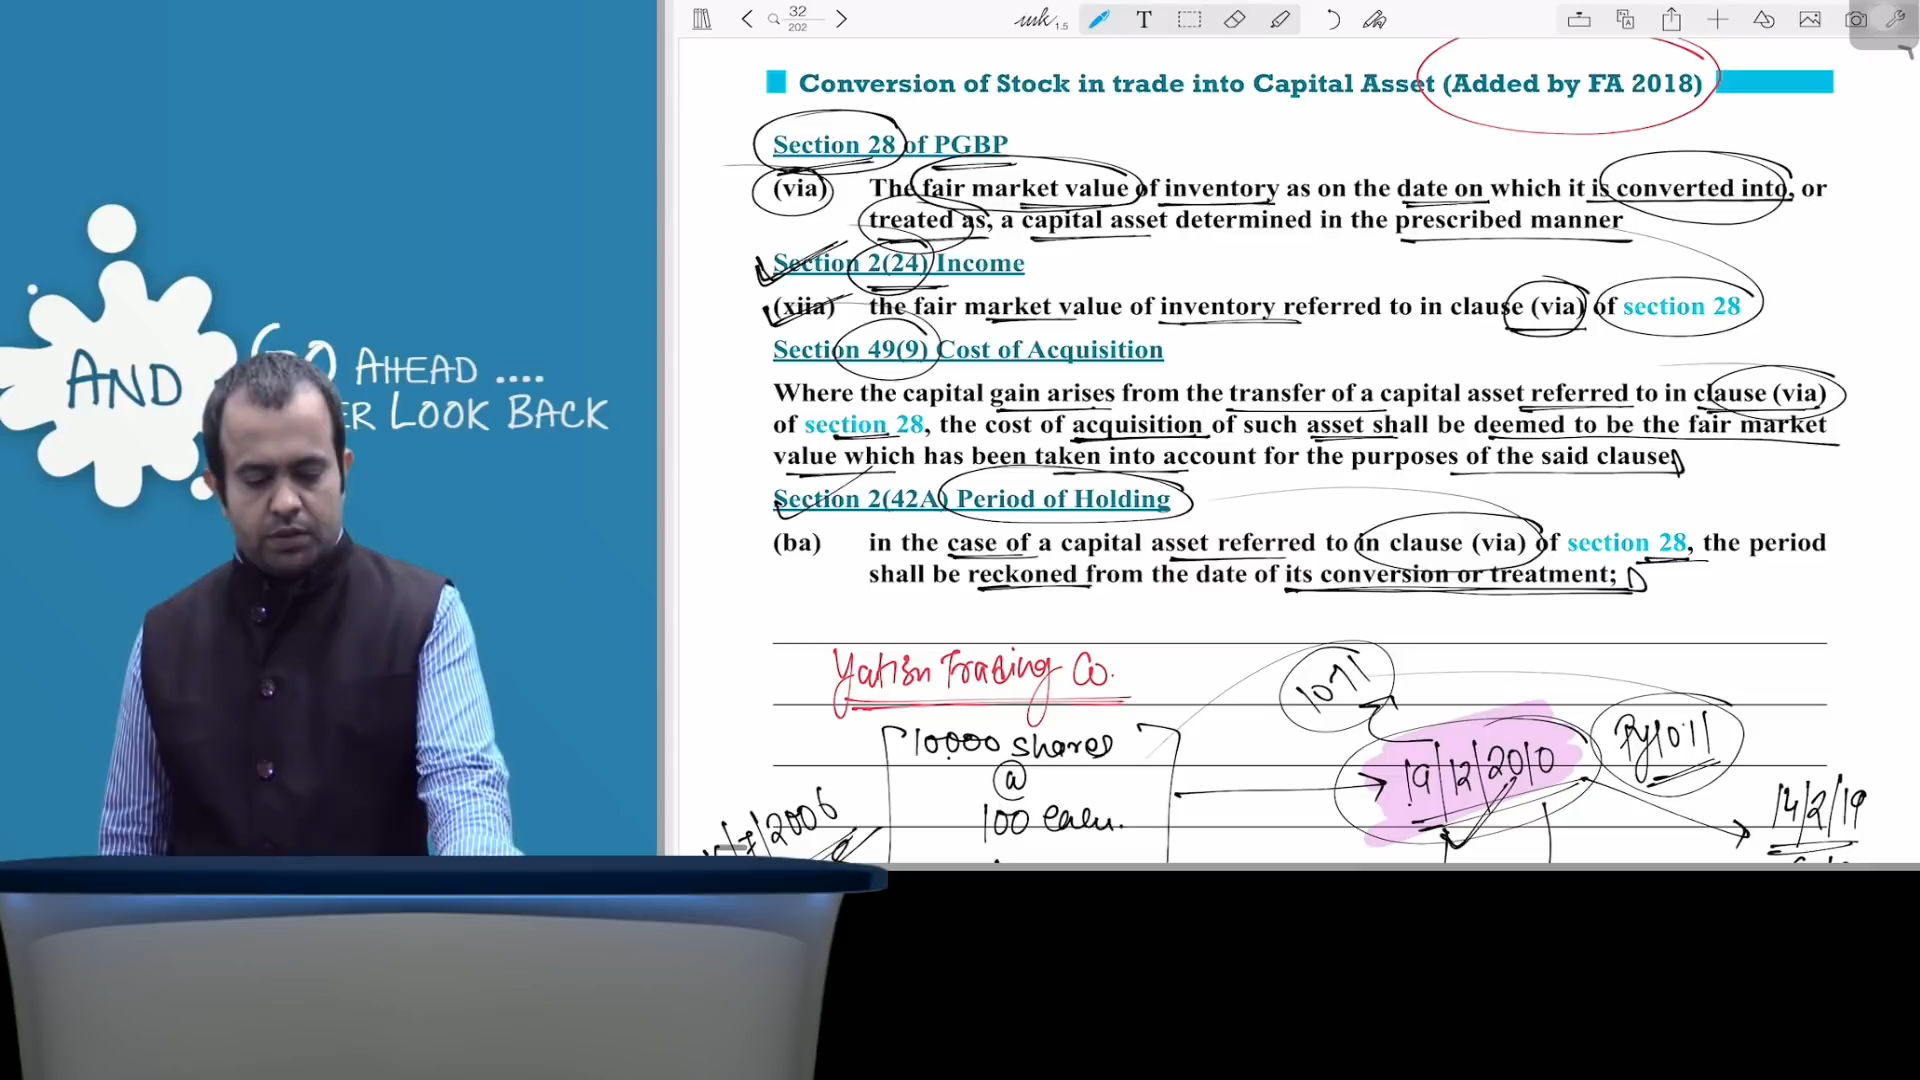 32
202
ink 1.5
T
Conversion of Stock in trade into Capital Asset (Added by FA 2018)
Section 28 of PGBP
(via) The fair market value of inventory as on the date on which it is converted into, or
treated as, a capital asset determined in the prescribed manner
Section 2(24) Income
(xiia) the fair market value of inventory referred to in clause (via) of section 28
Section 49(9) Cost of Acquisition
Where the capital gain arises from the transfer of a capital asset referred to in clause (via)
of section 28, the cost of acquisition of such asset shall be deemed to be the fair market
value which has been taken into account for the purposes of the said clause
Section 2(42A) Period of Holding
(ba) in the case of a capital asset referred to in clause (via) of section 28, the period
shall be reckoned from the date of its conversion or treatment;
Yatish Trading Co.
10000 shares
@
100 each.
/7/2006
19/12/2010
Py1011
14/2/19
AND
GO AHEAD ....
ER LOOK BACK